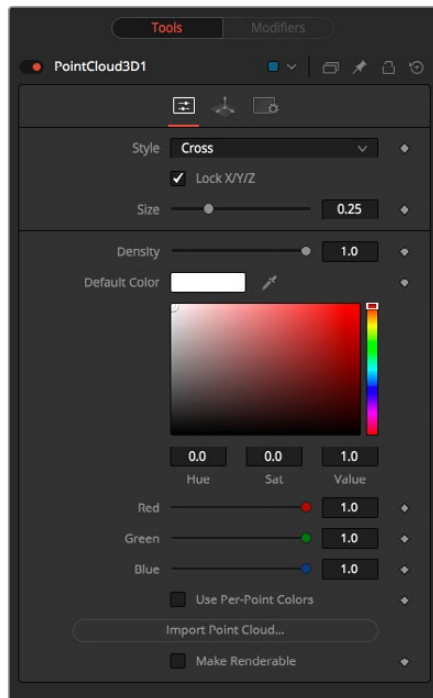 Tools Modifiers
PointCloud3D1
Style Cross
Lock X/Y/Z
Size 0.25
Density 1.0
Default Color
0.0 0.0 1.0
Hue Sat Value
Red 1.0
Green 1.0
Blue 1.0
Use Per-Point Colors
Import Point Cloud...
Make Renderable